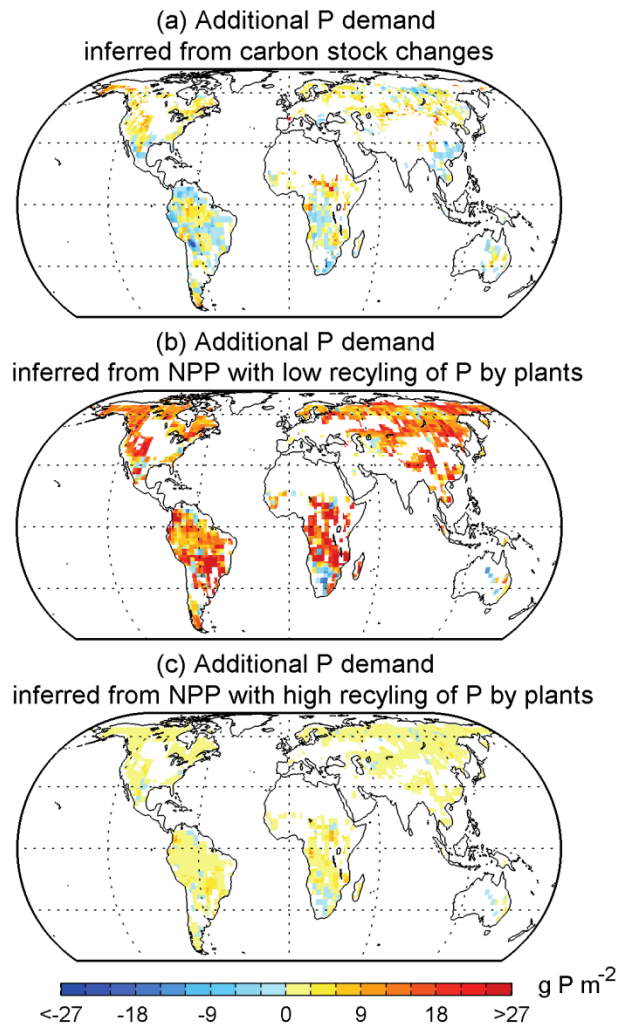 (a) Additional P demand
inferred from carbon stock changes
(b) Additional P demand
inferred from NPP with low recyling of P by plants
(c) Additional P demand
inferred from NPP with high recyling of P by plants
g P m⁻²
<-27 -18 -9 0 9 18 >27